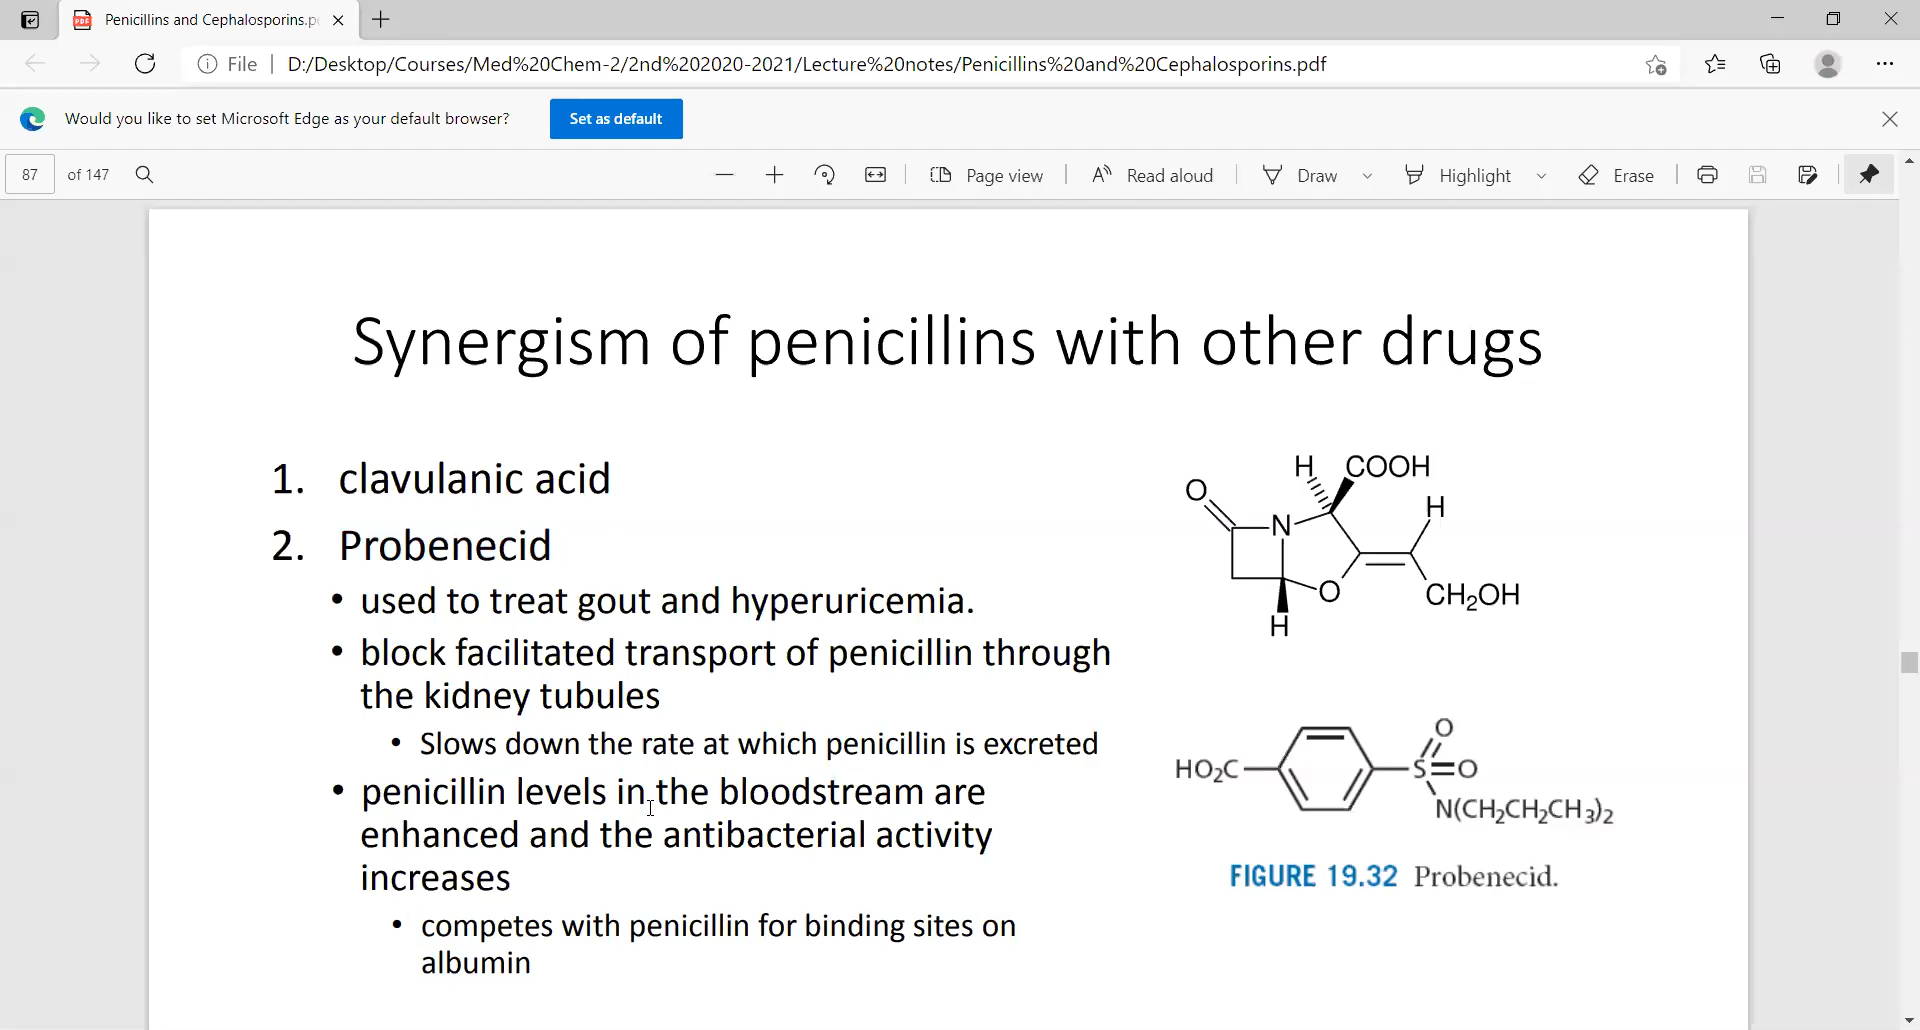 Penicillins and Cephalosporins.p
File
D:/Desktop/Courses/Med%20Chem-2/2nd%202020-2021/Lecture%20notes/Penicillins%20and%20Cephalosporins.pdf
Would you like to set Microsoft Edge as your default browser?
Set as default
87 of 147
Page view
Read aloud
Draw
Highlight
Erase
Synergism of penicillins with other drugs
1. clavulanic acid
2. Probenecid
• used to treat gout and hyperuricemia.
• block facilitated transport of penicillin through
the kidney tubules
• Slows down the rate at which penicillin is excreted
• penicillin levels in the bloodstream are
enhanced and the antibacterial activity
increases
• competes with penicillin for binding sites on
albumin
H COOH
O H
N
O CH₂OH
H
O
HO₂C S O
N(CH₂CH₂CH₃)₂
FIGURE 19.32 Probenecid.